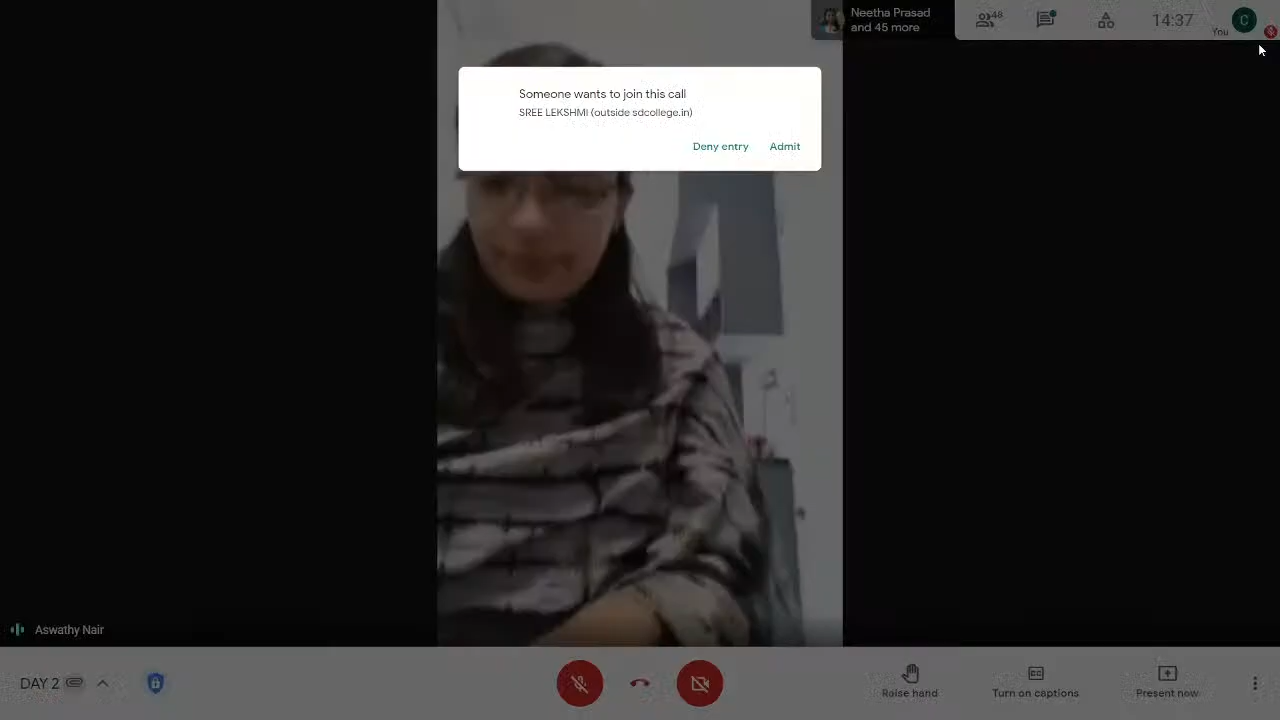 Neetha Prasad
and 45 more
48
14:37
You
C
Someone wants to join this call
SREE LEKSHMI (outside sdcollege.in)
Deny entry
Admit
Aswathy Nair
DAY 2
Raise hand
CC
Turn on captions
Present now